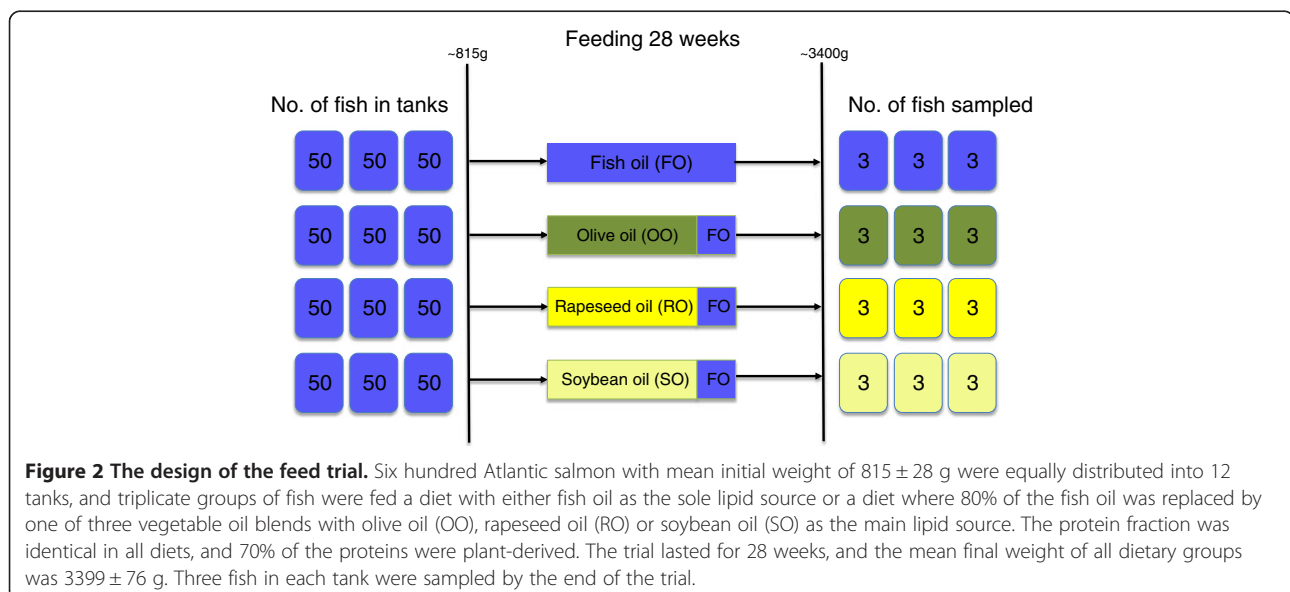 Feeding 28 weeks
~815g
~3400g
No. of fish in tanks
No. of fish sampled
50 50 50
Fish oil (FO)
3 3 3
50 50 50
Olive oil (OO) FO
3 3 3
50 50 50
Rapeseed oil (RO) FO
3 3 3
50 50 50
Soybean oil (SO) FO
3 3 3
Figure 2 The design of the feed trial. Six hundred Atlantic salmon with mean initial weight of 815 ± 28 g were equally distributed into 12
tanks, and triplicate groups of fish were fed a diet with either fish oil as the sole lipid source or a diet where 80% of the fish oil was replaced by
one of three vegetable oil blends with olive oil (OO), rapeseed oil (RO) or soybean oil (SO) as the main lipid source. The protein fraction was
identical in all diets, and 70% of the proteins were plant-derived. The trial lasted for 28 weeks, and the mean final weight of all dietary groups
was 3399 ± 76 g. Three fish in each tank were sampled by the end of the trial.